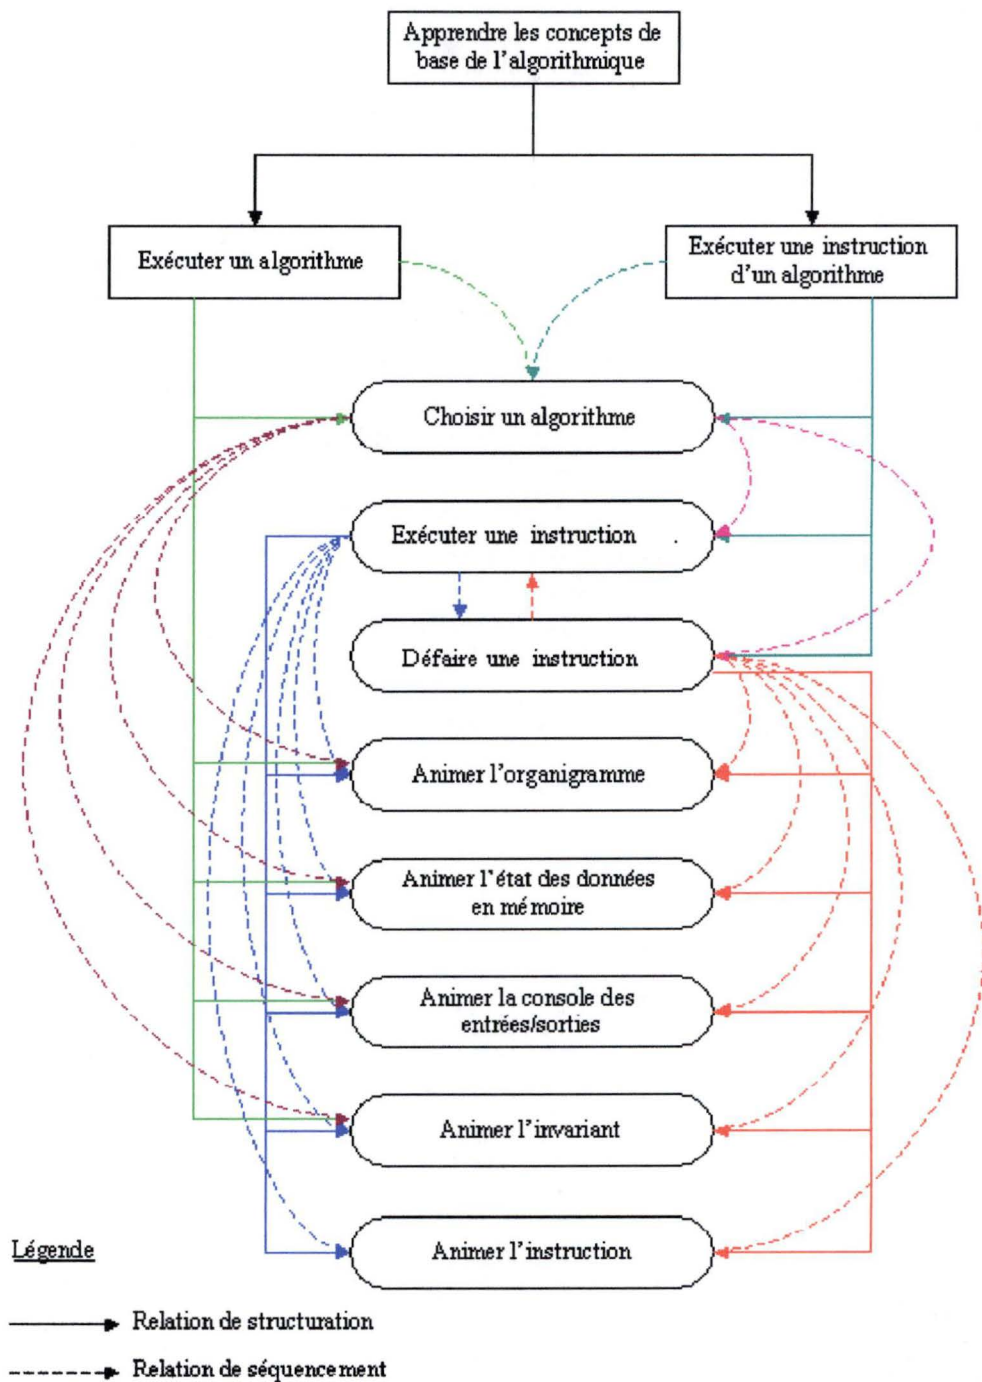 Apprendre les concepts de
base de l'algorithmique
Exécuter un algorithme
Exécuter une instruction
d'un algorithme
Choisir un algorithme
Exécuter une instruction
Défaire une instruction
Animer l'organigramme
Animer l'état des données
en mémoire
Animer la console des
entrées/sorties
Animer l'invariant
Animer l'instruction
Légende
Relation de structuration
Relation de séquencement